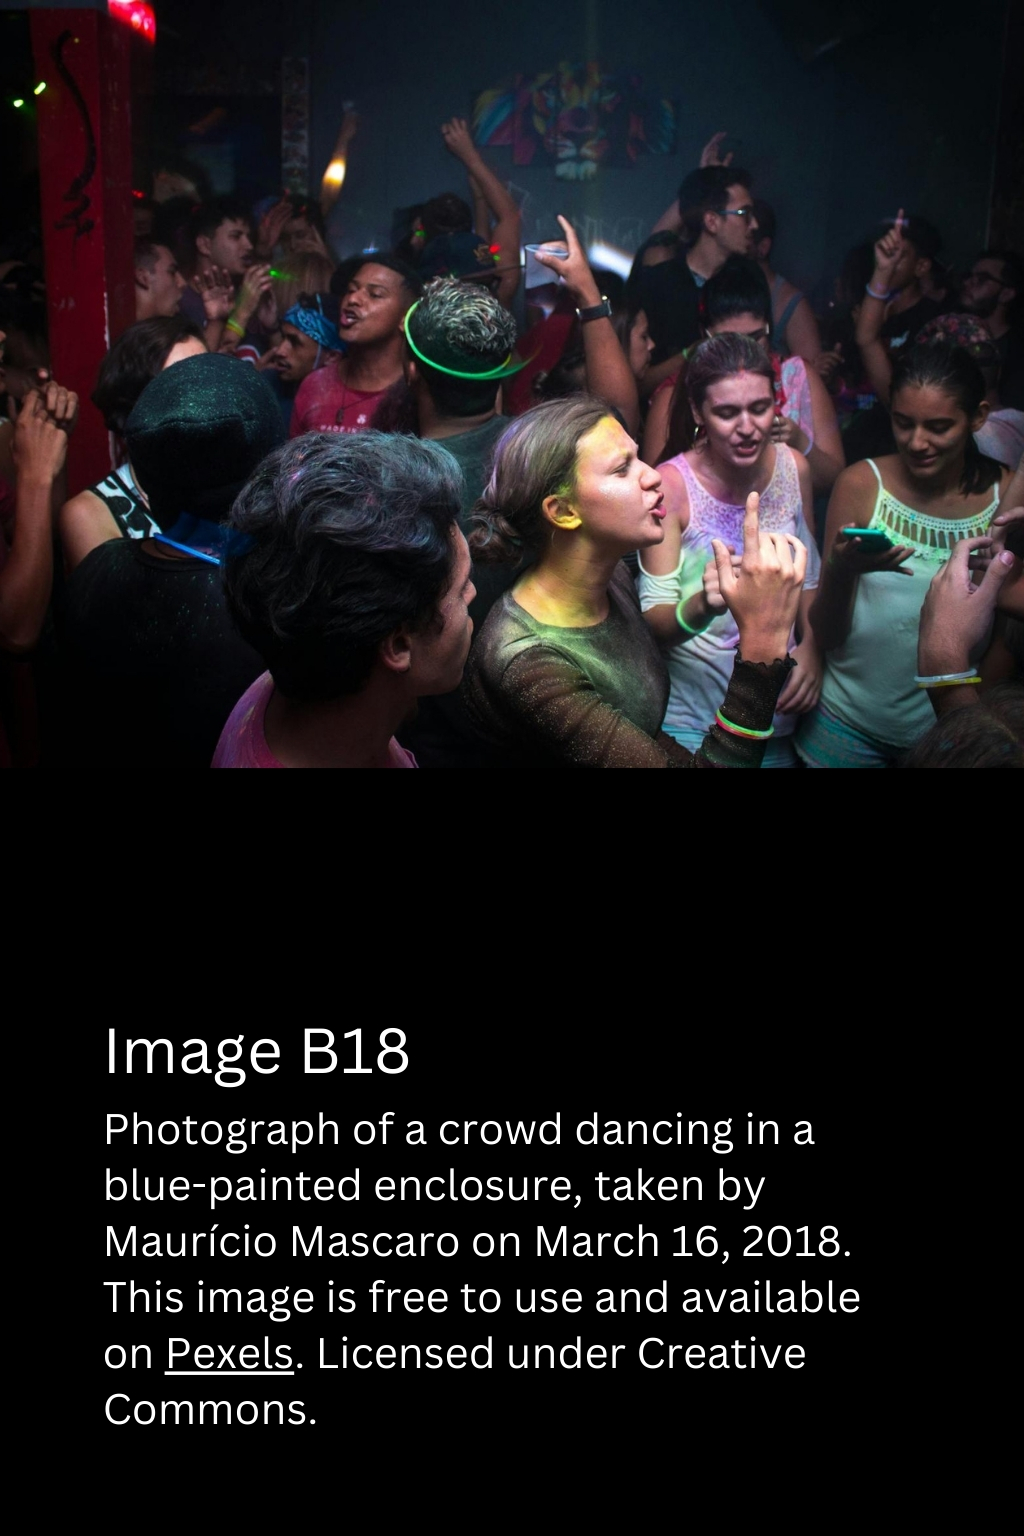 Image B18
Photograph of a crowd dancing in a
blue-painted enclosure, taken by
Maurício Mascaro on March 16, 2018.
This image is free to use and available
on Pexels. Licensed under Creative
Commons.